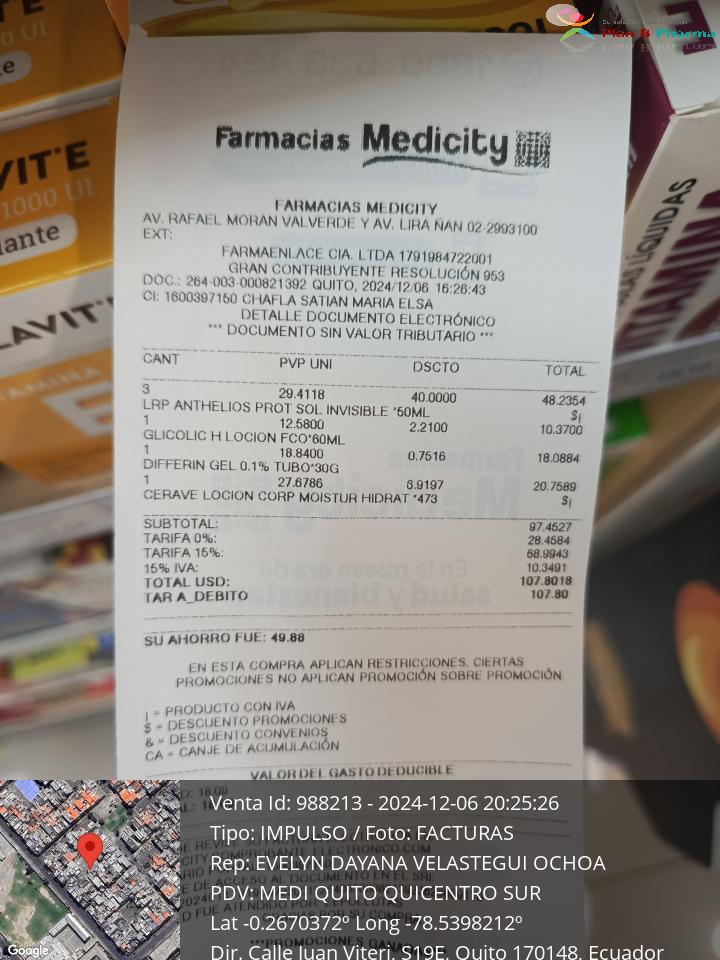 Plan B Pharma
VIT'E
1000 UI
lante
LAVIT'
Farmacias Medicity
FARMACIAS MEDICITY
AV. RAFAEL MORAN VALVERDE Y AV. LIRA ÑAN 02-2993100
EXT:
FARMAENLACE CIA. LTDA 1791984722001
GRAN CONTRIBUYENTE RESOLUCIÓN 953
DOC.: 264-003-000821392 QUITO, 2024/12/06 16:26:43
CI: 1600397150 CHAFLA SATIAN MARIA ELSA
DETALLE DOCUMENTO ELECTRÓNICO
*** DOCUMENTO SIN VALOR TRIBUTARIO ***
CANT PVP UNI DSCTO TOTAL
3 29.4118 40.0000 48.2354
LRP ANTHELIOS PROT SOL INVISIBLE *50ML $|
1 12.5800 2.2100 10.3700
GLICOLIC H LOCION FCO*60ML
1 18.8400 0.7516 18.0884
DIFFERIN GEL 0.1% TUBO*30G
1 27.6786 6.9197 20.7589
CERAVE LOCION CORP MOISTUR HIDRAT *473 $|
SUBTOTAL: 97.4527
TARIFA 0%: 28.4584
TARIFA 15%: 68.9943
15% IVA: 10.3491
TOTAL USD: 107.8018
TAR A_DEBITO 107.80
SU AHORRO FUE: 49.88
EN ESTA COMPRA APLICAN RESTRICCIONES. CIERTAS
PROMOCIONES NO APLICAN PROMOCIÓN SOBRE PROMOCIÓN
| = PRODUCTO CON IVA
$ = DESCUENTO PROMOCIONES
& = DESCUENTO CONVENIOS
CA = CANJE DE ACUMULACIÓN
VALOR DEL GASTO DEDUCIBLE
Venta Id: 988213 - 2024-12-06 20:25:26
Tipo: IMPULSO / Foto: FACTURAS
Rep: EVELYN DAYANA VELASTEGUI OCHOA
PDV: MEDI QUITO QUICENTRO SUR
Lat -0.2670372º Long -78.5398212º
Dir. Calle Juan Viteri, S19E, Quito 170148, Ecuador
Google